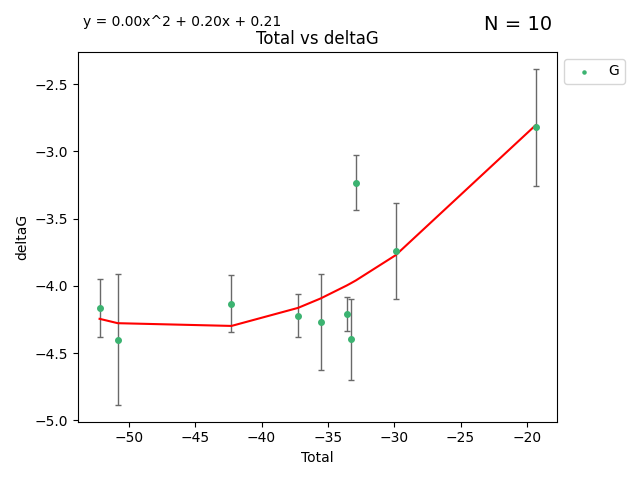 y = 0.00x^2 + 0.20x + 0.21
N = 10
Total vs deltaG
G
−2.5
−3.0
−3.5
−4.0
−4.5
−5.0
deltaG
−50 −45 −40 −35 −30 −25 −20
Total